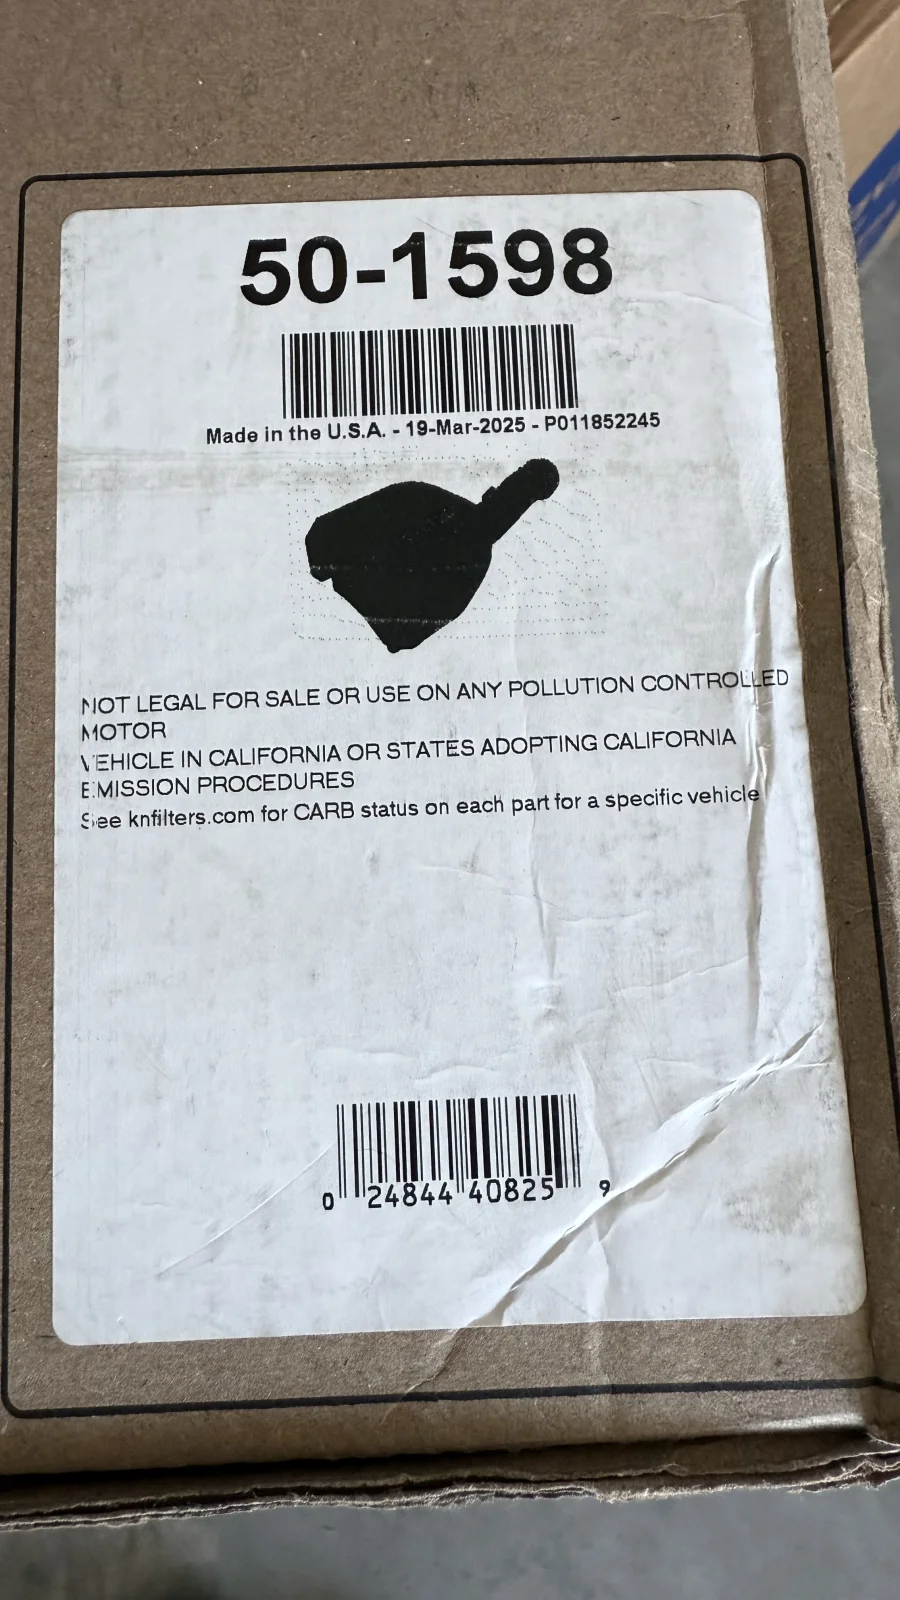 50-1598
Made in the U.S.A. - 19-Mar-2025 - P011852245
NOT LEGAL FOR SALE OR USE ON ANY POLLUTION CONTROLLED
MOTOR
VEHICLE IN CALIFORNIA OR STATES ADOPTING CALIFORNIA
EMISSION PROCEDURES
See knfilters.com for CARB status on each part for a specific vehicle
0 24844 40825 9